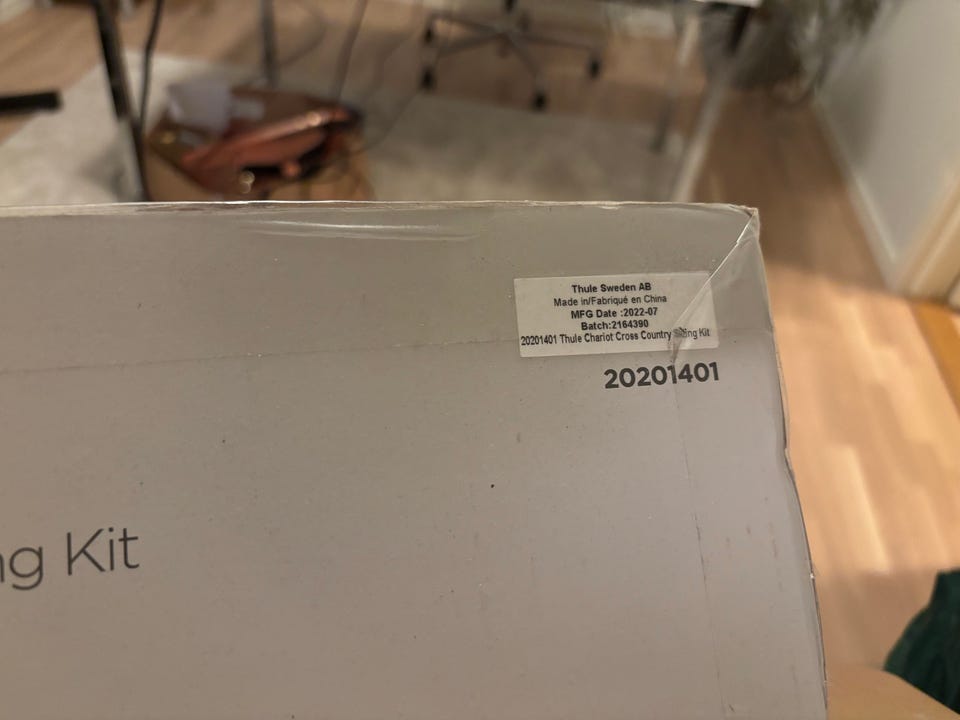 Thule Sweden AB
Made in/Fabriqué en China
MFG Date :2022-07
Batch:2164390
20201401 Thule Chariot Cross Country Kit
20201401
ng Kit